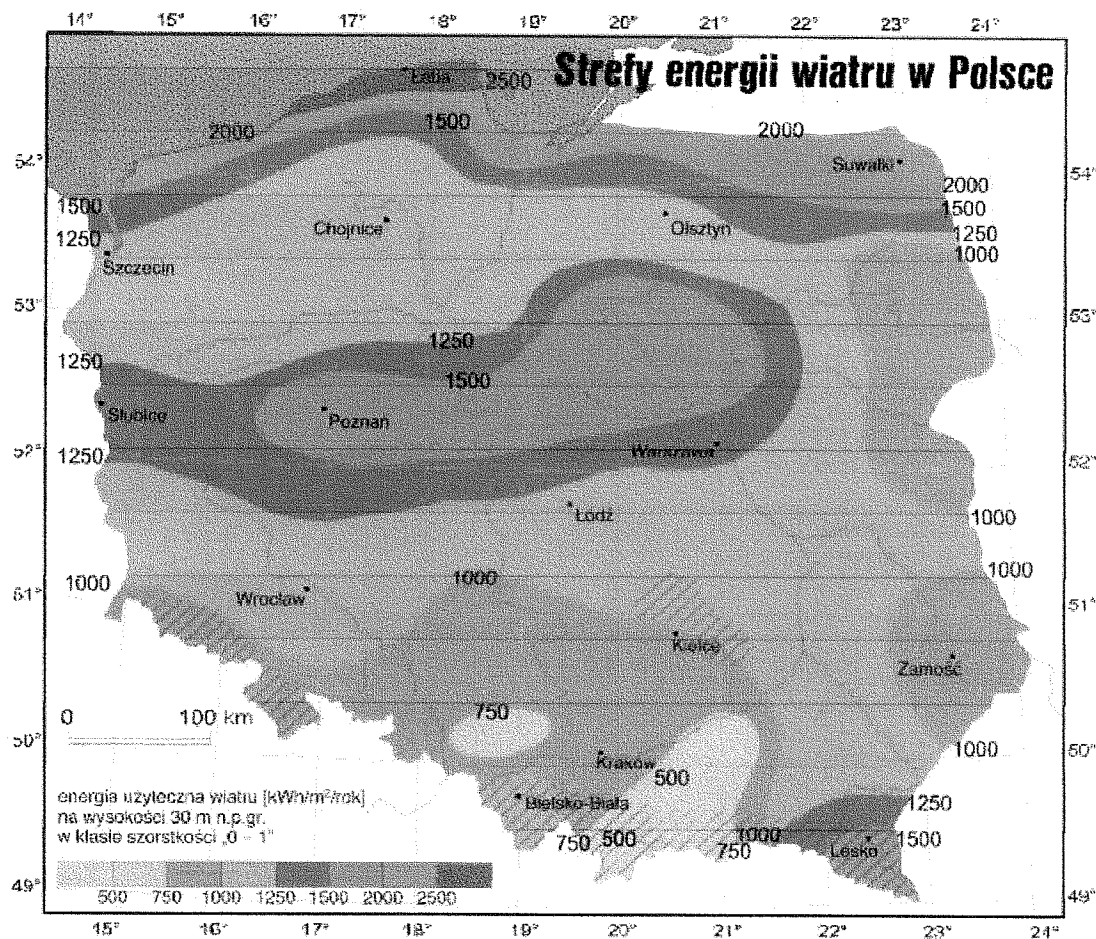 14° 15° 16° 17° 18° 19° 20° 21° 22° 23° 24°
Strefy energii wiatru w Polsce
Łeba
2500
1500
2000
2000
54°
Suwałki
54°
2000
1500
1500
Chojnice
Olsztyn
1250
1250
1000
Szczecin
53°
53°
1250
1250
1500
Słubice
Poznań
52°
1250
Warszawa
52°
Łódź
1000
1000
1000
1000
51°
Wrocław
51°
Kielce
Zamość
0 100 km
750
50°
Kraków
1000
50°
500
energia użyteczna wiatru [kWh/m²/rok]
na wysokości 30 m n.p.gr.
w klasie szorstkości „0 - 1"
Bielsko-Biała
1250
750 500
1000
750
Lesko
1500
49°
500 750 1000 1250 1500 2000 2500
49°
15° 16° 17° 18° 19° 20° 21° 22° 23° 24°